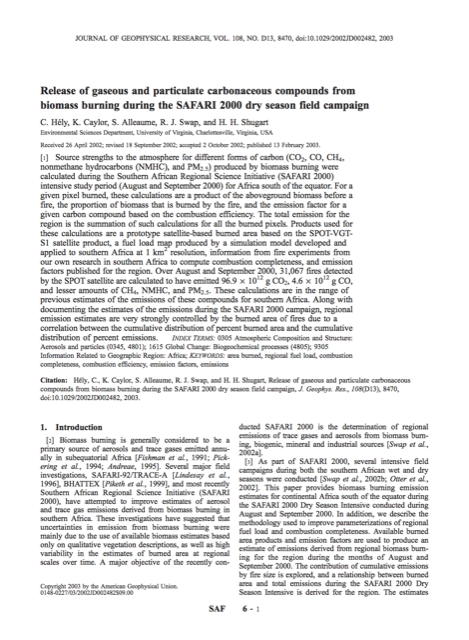 JOURNAL OF GEOPHYSICAL RESEARCH, VOL. 108, NO. D13, 8470, doi:10.1029/2002JD002482, 2003
Release of gaseous and particulate carbonaceous compounds from
biomass burning during the SAFARI 2000 dry season field campaign
C. Hély, K. Caylor, S. Alleaume, R. J. Swap, and H. H. Shugart
Environmental Sciences Department, University of Virginia, Charlottesville, Virginia, USA
Received 26 April 2002; revised 18 September 2002; accepted 2 October 2002; published 13 February 2003.
[1] Source strengths to the atmosphere for different forms of carbon (CO2, CO, CH4,
nonmethane hydrocarbons (NMHC), and PM2.5) produced by biomass burning were
calculated during the Southern African Regional Science Initiative (SAFARI 2000)
intensive study period (August and September 2000) for Africa south of the equator. For a
given pixel burned, these calculations are a product of the aboveground biomass before a
fire, the proportion of biomass that is burned by the fire, and the emission factor for a
given carbon compound based on the combustion efficiency. The total emission for the
region is the summation of such calculations for all the burned pixels. Products used for
these calculations are a prototype satellite-based burned area based on the SPOT-VGT-
S1 satellite product, a fuel load map produced by a simulation model developed and
applied to southern Africa at 1 km² resolution, information from fire experiments from
our own research in southern Africa to compute combustion completeness, and emission
factors published for the region. Over August and September 2000, 31,067 fires detected
by the SPOT satellite are calculated to have emitted 96.9 × 10¹² g CO2, 4.6 × 10¹² g CO,
and lesser amounts of CH4, NMHC, and PM2.5. These calculations are in the range of
previous estimates of the emissions of these compounds for southern Africa. Along with
documenting the estimates of the emissions during the SAFARI 2000 campaign, regional
emission estimates are very strongly controlled by the burned area of fires due to a
correlation between the cumulative distribution of percent burned area and the cumulative
distribution of percent emissions. INDEX TERMS: 0305 Atmospheric Composition and Structure:
Aerosols and particles (0345, 4801); 1615 Global Change: Biogeochemical processes (4805); 9305
Information Related to Geographic Region: Africa; KEYWORDS: area burned, regional fuel load, combustion
completeness, combustion efficiency, emission factors, emissions
Citation: Hély, C., K. Caylor, S. Alleaume, R. J. Swap, and H. H. Shugart, Release of gaseous and particulate carbonaceous
compounds from biomass burning during the SAFARI 2000 dry season field campaign, J. Geophys. Res., 108(D13), 8470,
doi:10.1029/2002JD002482, 2003.
1. Introduction
[2] Biomass burning is generally considered to be a
primary source of aerosol and trace gases emitted annu-
ally in subequatorial Africa [Fishman et al., 1991; Pick-
ering et al., 1994; Andreae, 1995]. Several major field
investigations, SAFARI-92/TRACE-A [Lindesay et al.,
1996], BHATTEX [Piketh et al., 1999], and most recently
Southern African Regional Science Initiative (SAFARI
2000), have attempted to improve estimates of aerosol
and trace gas emissions derived from biomass burning in
southern Africa. These investigations have suggested that
uncertainties in emission from biomass burning were
mainly due to the use of available biomass estimates based
only on qualitative vegetation descriptions, as well as high
variability in the estimates of burned area at regional
scales over time. A major objective of the recently con-
Copyright 2003 by the American Geophysical Union.
0148-0227/03/2002JD002482$09.00
ducted SAFARI 2000 is the determination of regional
emissions of trace gases and aerosols from biomass burn-
ing, biogenic, mineral and industrial sources [Swap et al.,
2002a].
[3] As part of SAFARI 2000, several intensive field
campaigns during both the southern African wet and dry
seasons were conducted [Swap et al., 2002b; Otter et al.,
2002]. This paper provides biomass burning emission
estimates for continental Africa south of the equator during
the SAFARI 2000 Dry Season Intensive conducted during
August and September 2000. In addition, we describe the
methodology used to improve parameterizations of regional
fuel load and combustion completeness. Available burned
area products and emission factors are used to produce an
estimate of emissions derived from regional biomass burn-
ing for the region during the months of August and
September 2000. The contribution of cumulative emissions
by fire size is explored, and a relationship between burned
area and total emissions during the SAFARI 2000 Dry
Season Intensive is derived for the region. The estimates
SAF 6 - 1